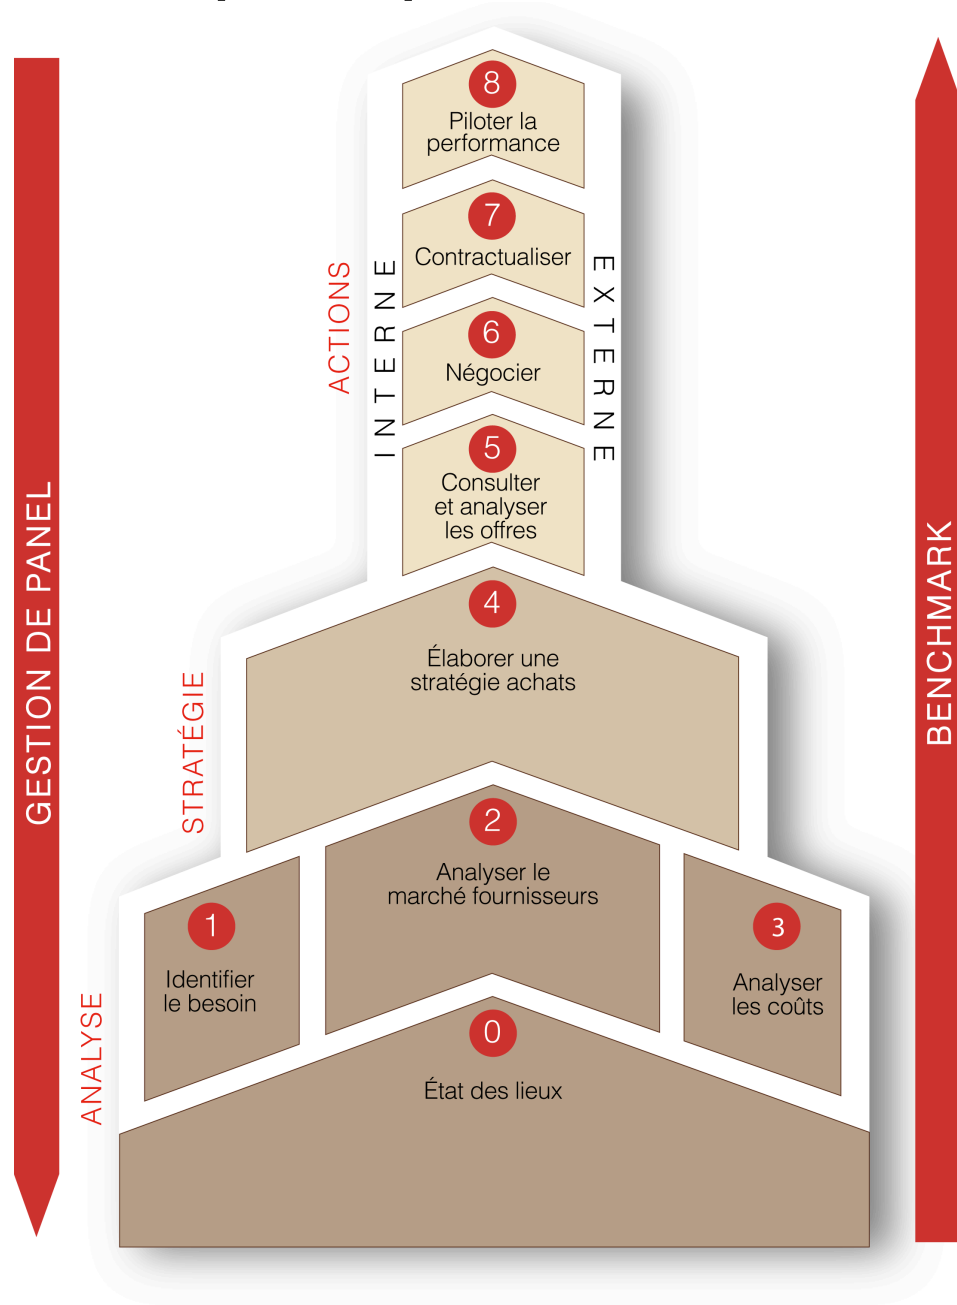 8
Piloter la
performance
7
Contractualiser
6
Négocier
5
Consulter
et analyser
les offres
INTERNE
EXTERNE
ACTIONS
4
Élaborer une
stratégie achats
STRATÉGIE
2
Analyser le
marché fournisseurs
1
Identifier
le besoin
3
Analyser
les coûts
ANALYSE
0
État des lieux
GESTION DE PANEL
BENCHMARK